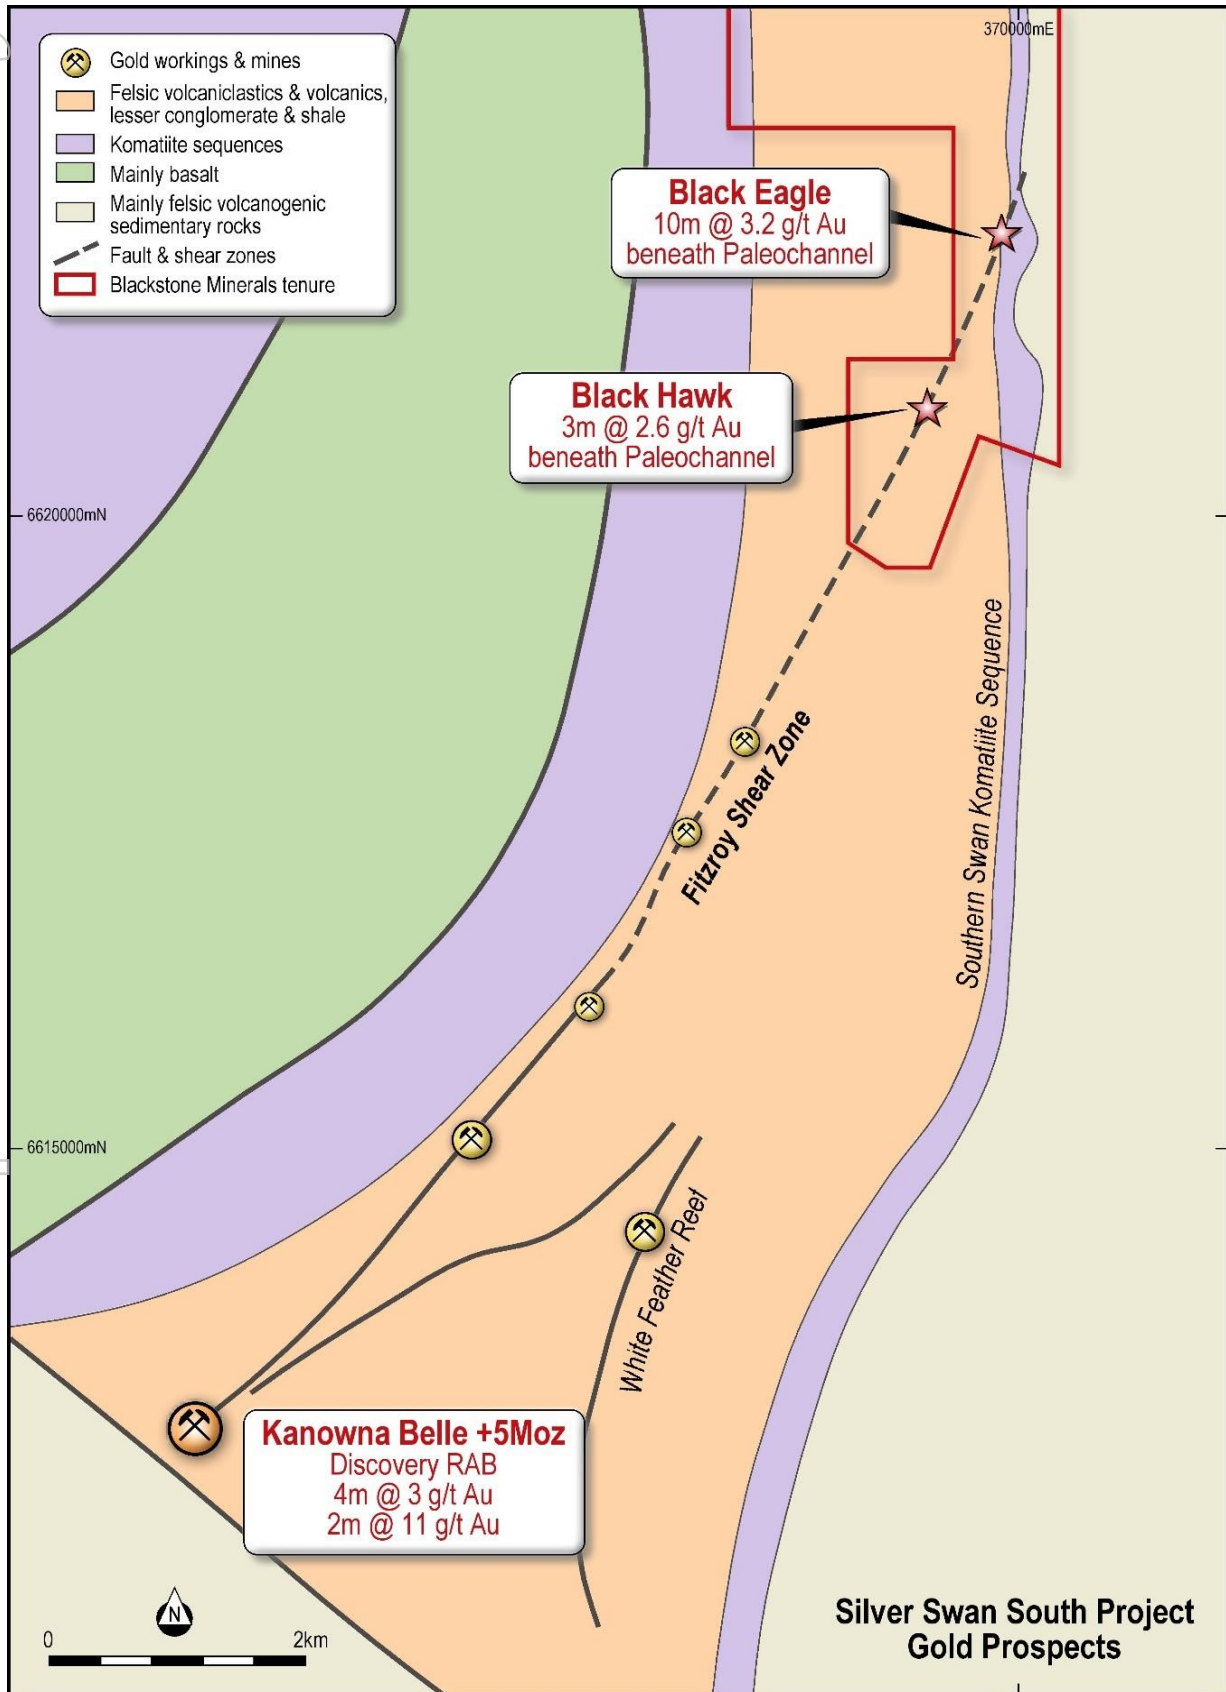 370000mE
Gold workings & mines
Felsic volcaniclastics & volcanics,
lesser conglomerate & shale
Komatiite sequences
Mainly basalt
Mainly felsic volcanogenic
sedimentary rocks
Fault & shear zones
Blackstone Minerals tenure
Black Eagle
10m @ 3.2 g/t Au
beneath Paleochannel
Black Hawk
3m @ 2.6 g/t Au
beneath Paleochannel
6620000mN
Southern Swan Komatiite Sequence
Fitzroy Shear Zone
6615000mN
White Feather Reef
Kanowna Belle +5Moz
Discovery RAB
4m @ 3 g/t Au
2m @ 11 g/t Au
N
0 2km
Silver Swan South Project
Gold Prospects